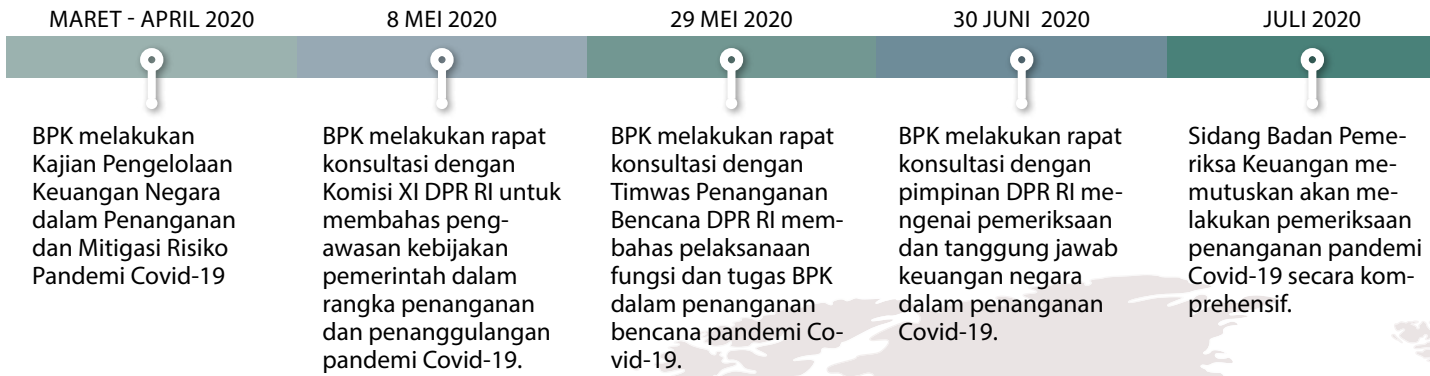 MARET - APRIL 2020
BPK melakukan
Kajian Pengelolaan
Keuangan Negara
dalam Penanganan
dan Mitigasi Risiko
Pandemi Covid-19
8 MEI 2020
BPK melakukan rapat
konsultasi dengan
Komisi XI DPR RI untuk
membahas peng-
awasan kebijakan
pemerintah dalam
rangka penanganan
dan penanggulangan
pandemi Covid-19.
29 MEI 2020
BPK melakukan rapat
konsultasi dengan
Timwas Penanganan
Bencana DPR RI mem-
bahas pelaksanaan
fungsi dan tugas BPK
dalam penanganan
bencana pandemi Co-
vid-19.
30 JUNI 2020
BPK melakukan rapat
konsultasi dengan
pimpinan DPR RI me-
ngenai pemeriksaan
dan tanggung jawab
keuangan negara
dalam penanganan
Covid-19.
JULI 2020
Sidang Badan Peme-
riksa Keuangan me-
mutuskan akan me-
lakukan pemeriksaan
penanganan pandemi
Covid-19 secara kom-
prehensif.